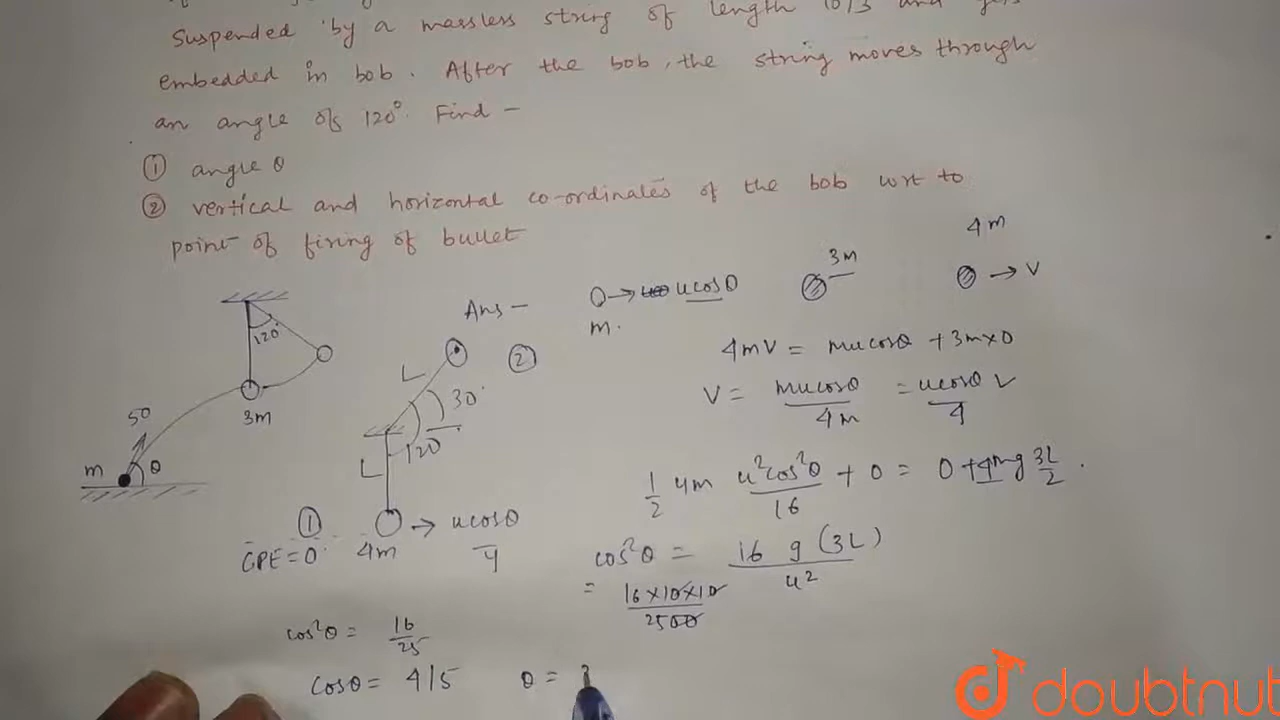 suspended by a massless string of length 10/3 and
embedded in bob. After the bob, the string moves through
an angle of 120°. Find -
① angle θ
② vertical and horizontal co-ordinates of the bob wrt to
point of firing of bullet
120°
3m
50
m θ
Ans -
② L
30°
120
L
① 4m → ucosθ/4
GPE=0
m. → ucosθ 3m 4m → V
4mV = mucosθ + 3m×0
V = mucosθ/4m = ucosθ/4
1/2 4m u²cos²θ/16 + 0 = 0 + 4mg 3L/2.
cos²θ = 16 g (3L)/u²
= 16×10×10/2500
cos²θ = 16/25
cosθ = 4/5 θ = 3
doubtnut